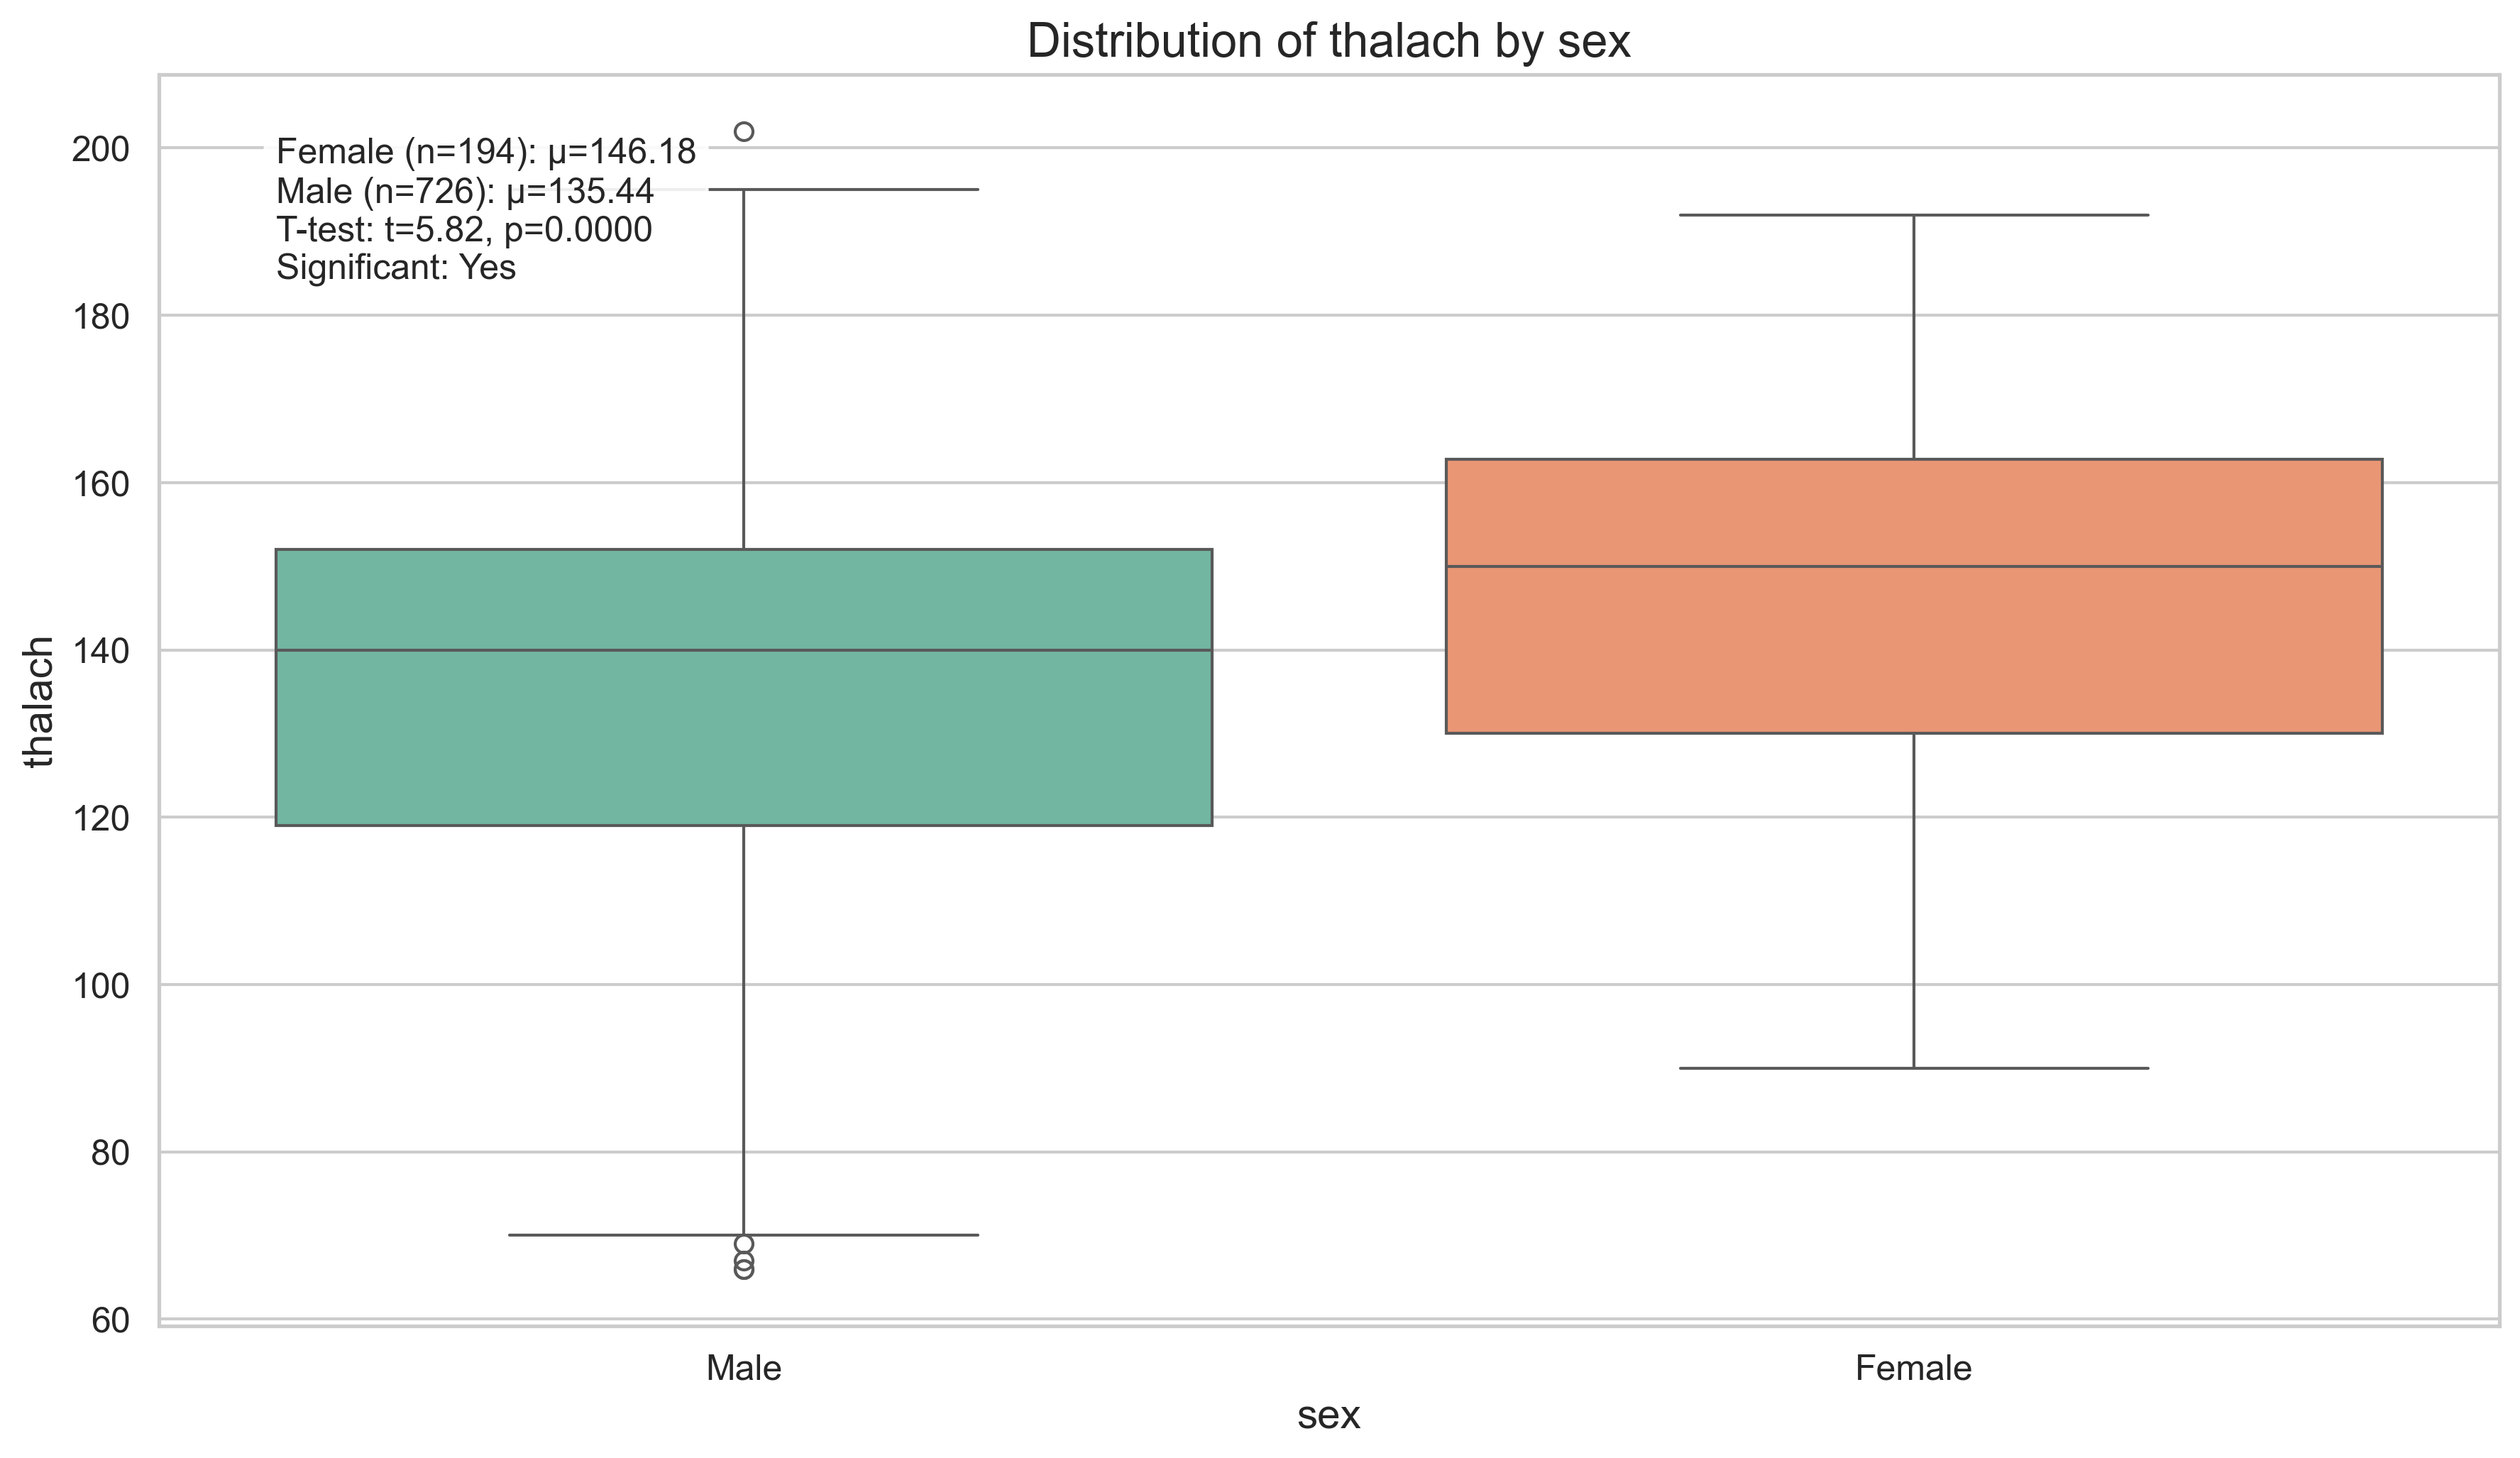 Distribution of thalach by sex
Female (n=194): µ=146.18
Male (n=726): µ=135.44
T-test: t=5.82, p=0.0000
Significant: Yes
200
180
160
140
120
100
80
60
thalach
Male
Female
sex